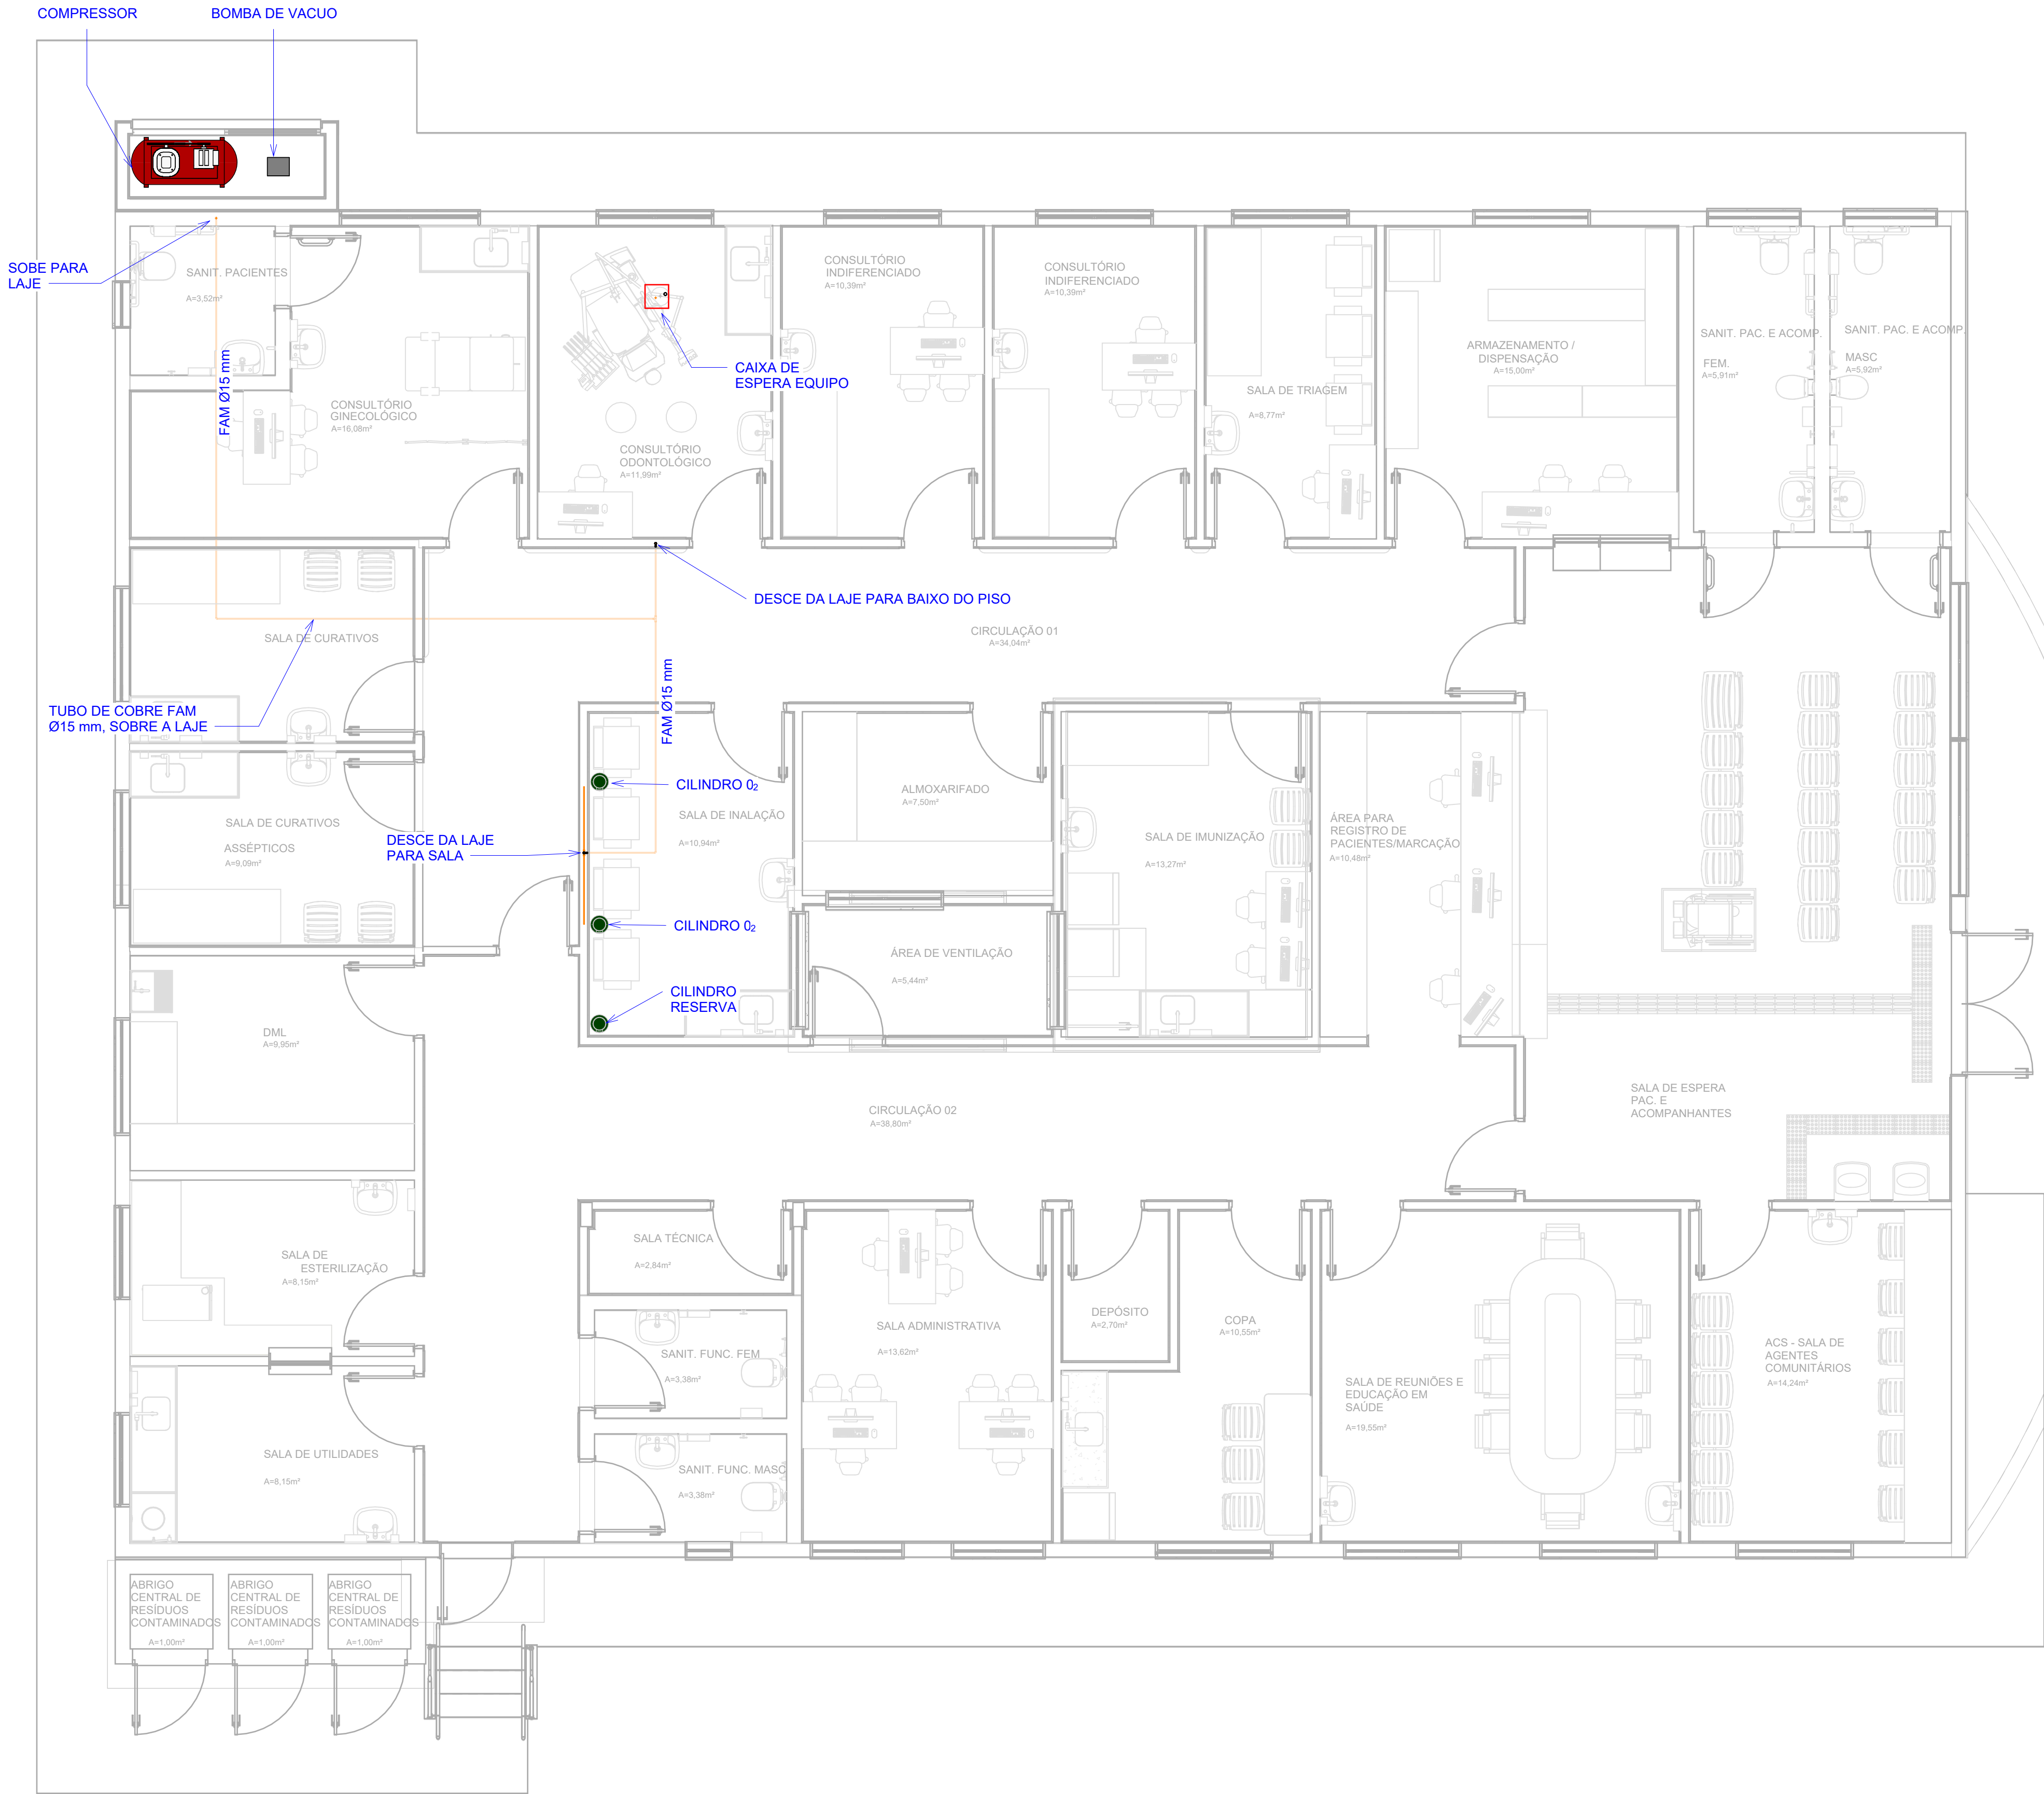 COMPRESSOR
BOMBA DE VACUO
SOBE PARA
LAJE
SANIT. PACIENTES
A=3,52m²
FAM Ø15 mm
CONSULTÓRIO
GINECOLÓGICO
A=16,08m²
CONSULTÓRIO
ODONTOLÓGICO
A=11,99m²
CAIXA DE
ESPERA EQUIPO
CONSULTÓRIO
INDIFERENCIADO
A=10,39m²
CONSULTÓRIO
INDIFERENCIADO
A=10,39m²
SALA DE TRIAGEM
A=8,77m²
ARMAZENAMENTO /
DISPENSAÇÃO
A=15,00m²
SANIT. PAC. E ACOMP.
FEM.
A=5,91m²
SANIT. PAC. E ACOMP.
MASC
A=5,92m²
DESCE DA LAJE PARA BAIXO DO PISO
CIRCULAÇÃO 01
A=34,04m²
SALA DE CURATIVOS
TUBO DE COBRE FAM
Ø15 mm, SOBRE A LAJE
FAM Ø15 mm
CILINDRO 0₂
SALA DE INALAÇÃO
A=10,94m²
DESCE DA LAJE
PARA SALA
CILINDRO 0₂
CILINDRO
RESERVA
SALA DE CURATIVOS
ASSÉPTICOS
A=9,09m²
ALMOXARIFADO
A=7,50m²
ÁREA DE VENTILAÇÃO
A=5,44m²
SALA DE IMUNIZAÇÃO
A=13,27m²
ÁREA PARA
REGISTRO DE
PACIENTES/MARCAÇÃO
A=10,48m²
DML
A=9,95m²
CIRCULAÇÃO 02
A=38,80m²
SALA DE ESPERA
PAC. E
ACOMPANHANTES
SALA DE
ESTERILIZAÇÃO
A=8,15m²
SALA TÉCNICA
A=2,84m²
SANIT. FUNC. FEM
A=3,38m²
SALA ADMINISTRATIVA
A=13,62m²
DEPÓSITO
A=2,70m²
COPA
A=10,55m²
SALA DE REUNIÕES E
EDUCAÇÃO EM
SAÚDE
A=19,55m²
ACS - SALA DE
AGENTES
COMUNITÁRIOS
A=14,24m²
SALA DE UTILIDADES
A=8,15m²
SANIT. FUNC. MASC
A=3,38m²
ABRIGO
CENTRAL DE
RESÍDUOS
CONTAMINADOS
A=1,00m²
ABRIGO
CENTRAL DE
RESÍDUOS
CONTAMINADOS
A=1,00m²
ABRIGO
CENTRAL DE
RESÍDUOS
CONTAMINADOS
A=1,00m²